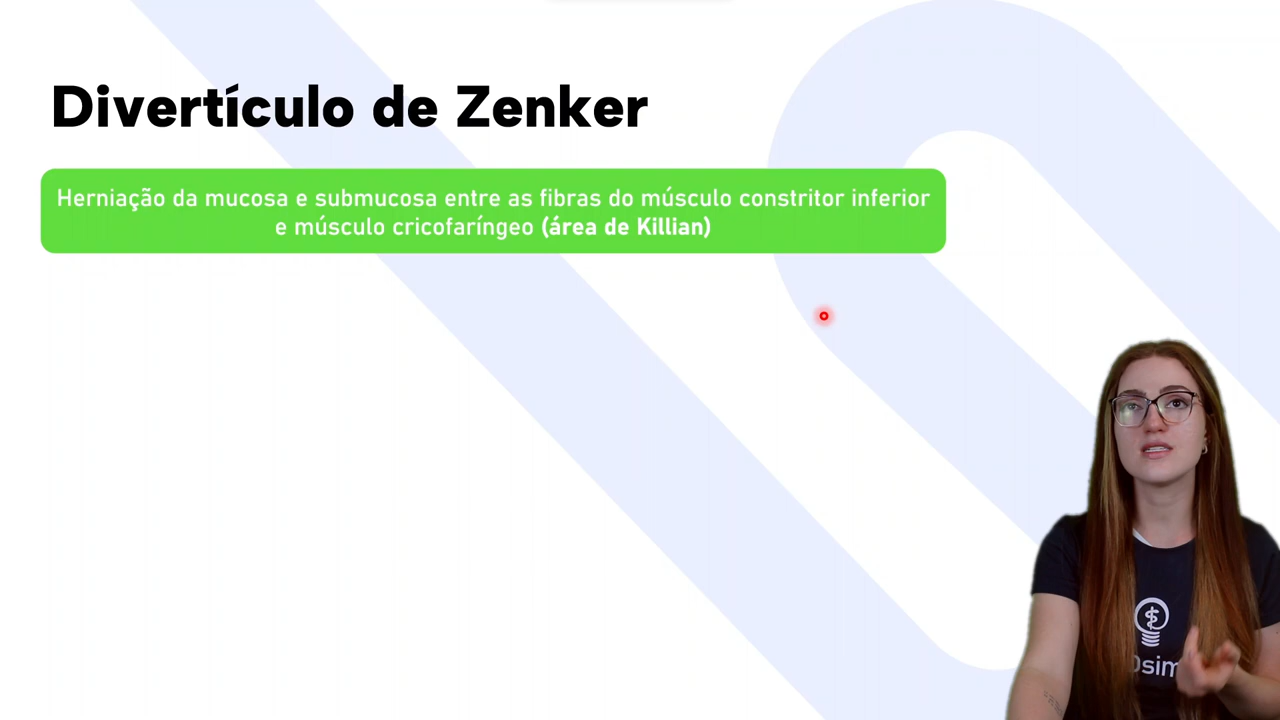 Divertículo de Zenker
Herniação da mucosa e submucosa entre as fibras do músculo constritor inferior
e músculo cricofaríngeo (área de Killian)